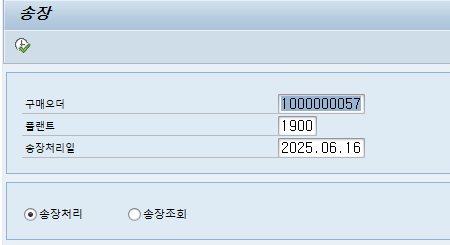 송장
구매오더 1000000057
플랜트 1900
송장처리일 2025.06.16
송장처리 송장조회